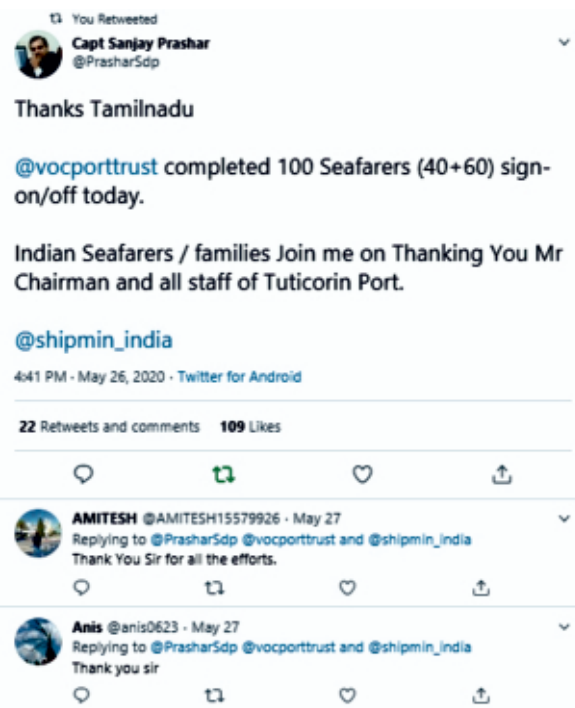 You Retweeted
Capt Sanjay Prashar
@PrasharSdp
Thanks Tamilnadu
@vocporttrust completed 100 Seafarers (40+60) sign-
on/off today.
Indian Seafarers / families Join me on Thanking You Mr
Chairman and all staff of Tuticorin Port.
@shipmin_india
4:41 PM · May 26, 2020 · Twitter for Android
22 Retweets and comments 109 Likes
AMITESH @AMITESH15579926 · May 27
Replying to @PrasharSdp @vocporttrust and @shipmin_india
Thank You Sir for all the efforts.
Anis @anis0623 · May 27
Replying to @PrasharSdp @vocporttrust and @shipmin_india
Thank you sir